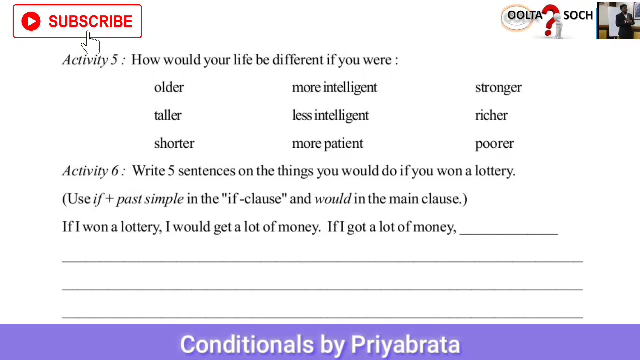 SUBSCRIBE
OOLTA ? SOCH
Activity 5 : How would your life be different if you were :
older more intelligent stronger
taller less intelligent richer
shorter more patient poorer
Activity 6 : Write 5 sentences on the things you would do if you won a lottery.
(Use if + past simple in the "if -clause" and would in the main clause.)
If I won a lottery, I would get a lot of money. If I got a lot of money, ____________
Conditionals by Priyabrata